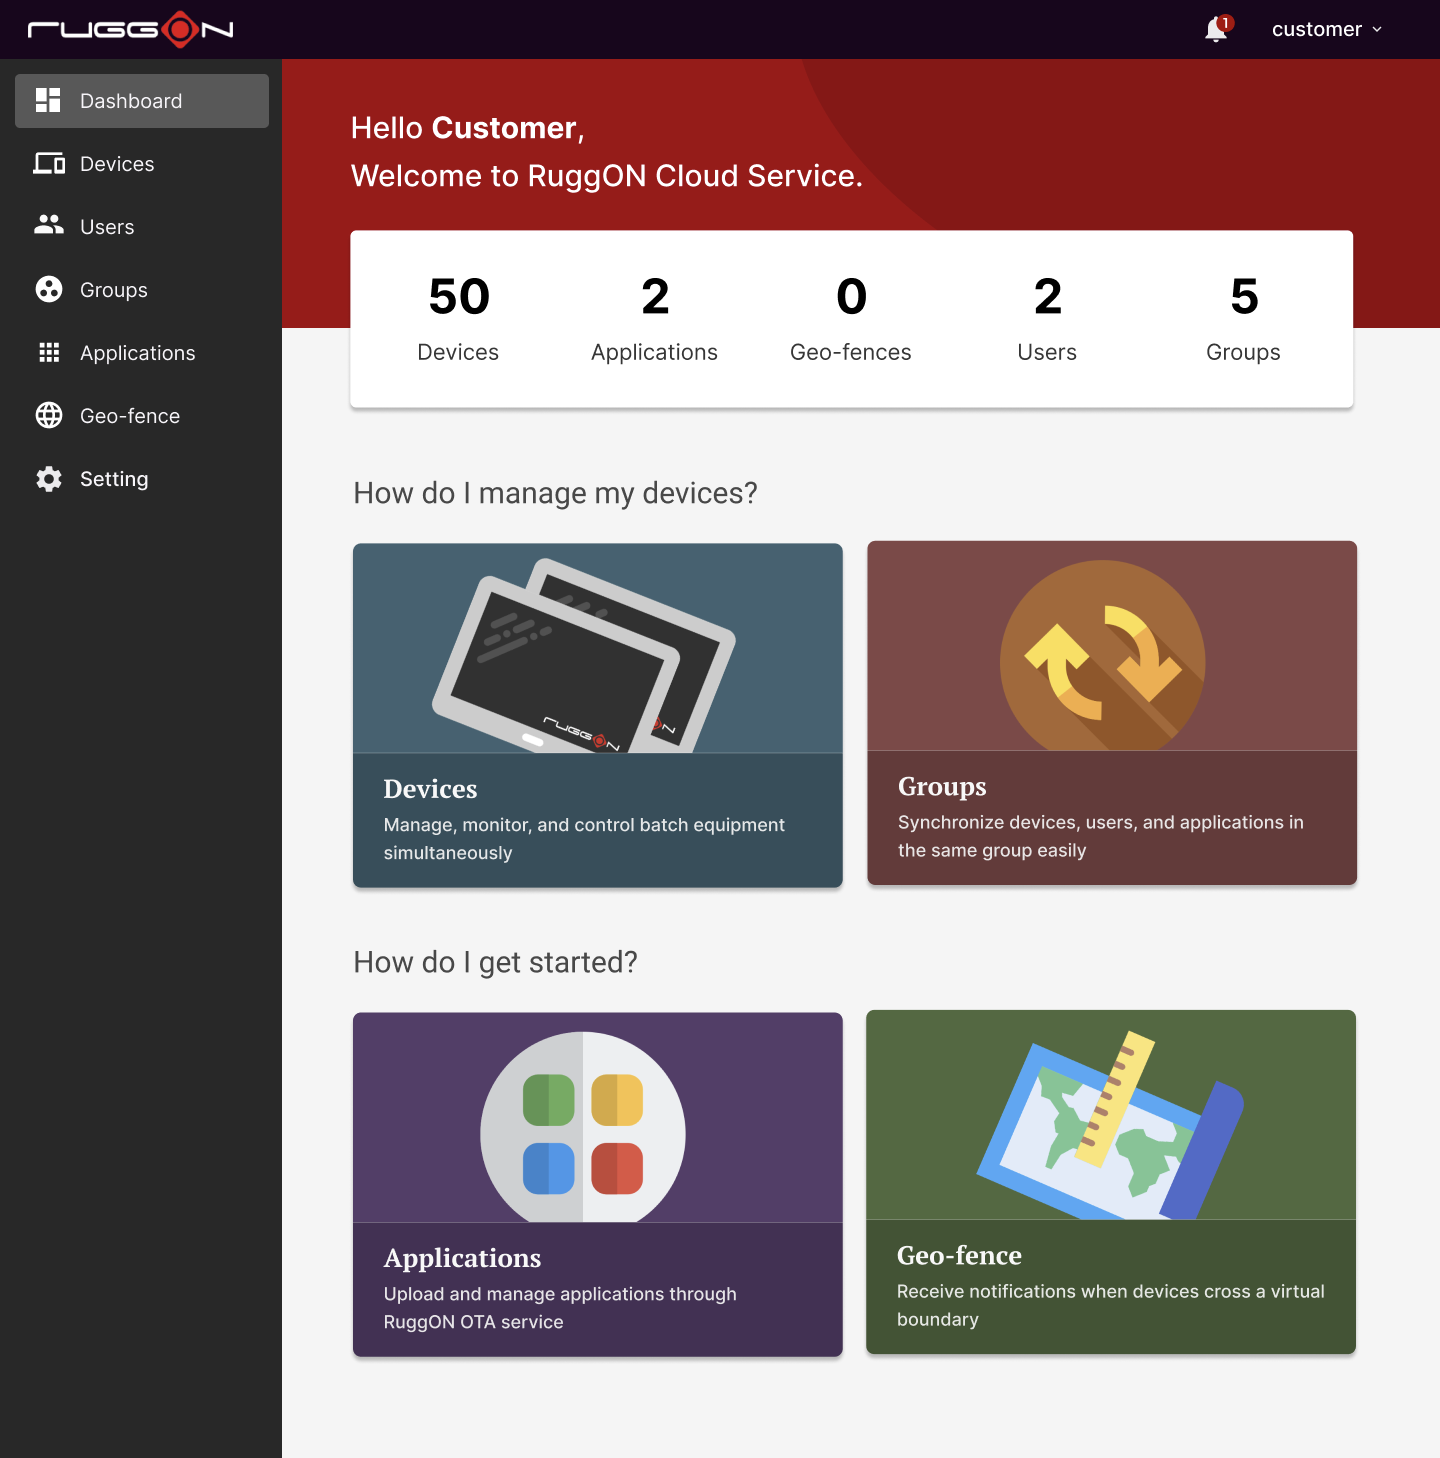 RUGGON
1
customer
Dashboard
Devices
Users
Groups
Applications
Geo-fence
Setting
Hello Customer,
Welcome to RuggON Cloud Service.
50
Devices
2
Applications
0
Geo-fences
2
Users
5
Groups
How do I manage my devices?
RUGGON
ON
Devices
Manage, monitor, and control batch equipment
simultaneously
Groups
Synchronize devices, users, and applications in
the same group easily
How do I get started?
Applications
Upload and manage applications through
RuggON OTA service
Geo-fence
Receive notifications when devices cross a virtual
boundary